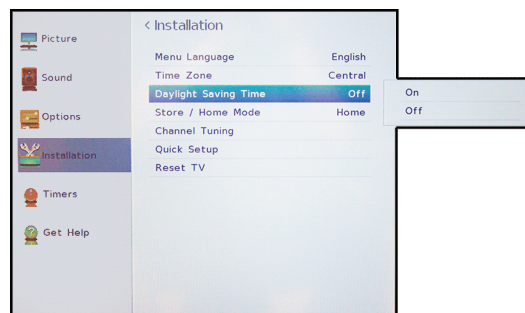 Picture
Sound
Options
Installation
Timers
Get Help
< Installation
Menu Language English
Time Zone Central
Daylight Saving Time Off
Store / Home Mode Home
Channel Tuning
Quick Setup
Reset TV
On
Off